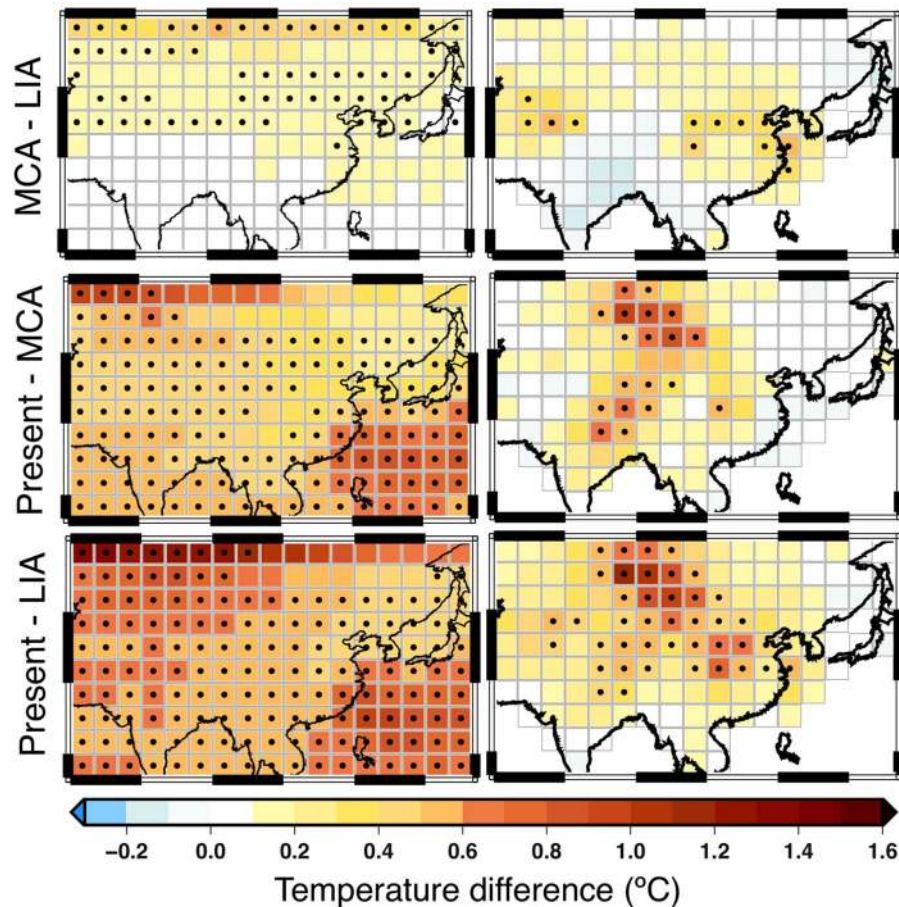 MCA - LIA
Present - MCA
Present - LIA
−0.2 0.0 0.2 0.4 0.6 0.8 1.0 1.2 1.4 1.6
Temperature difference (ºC)